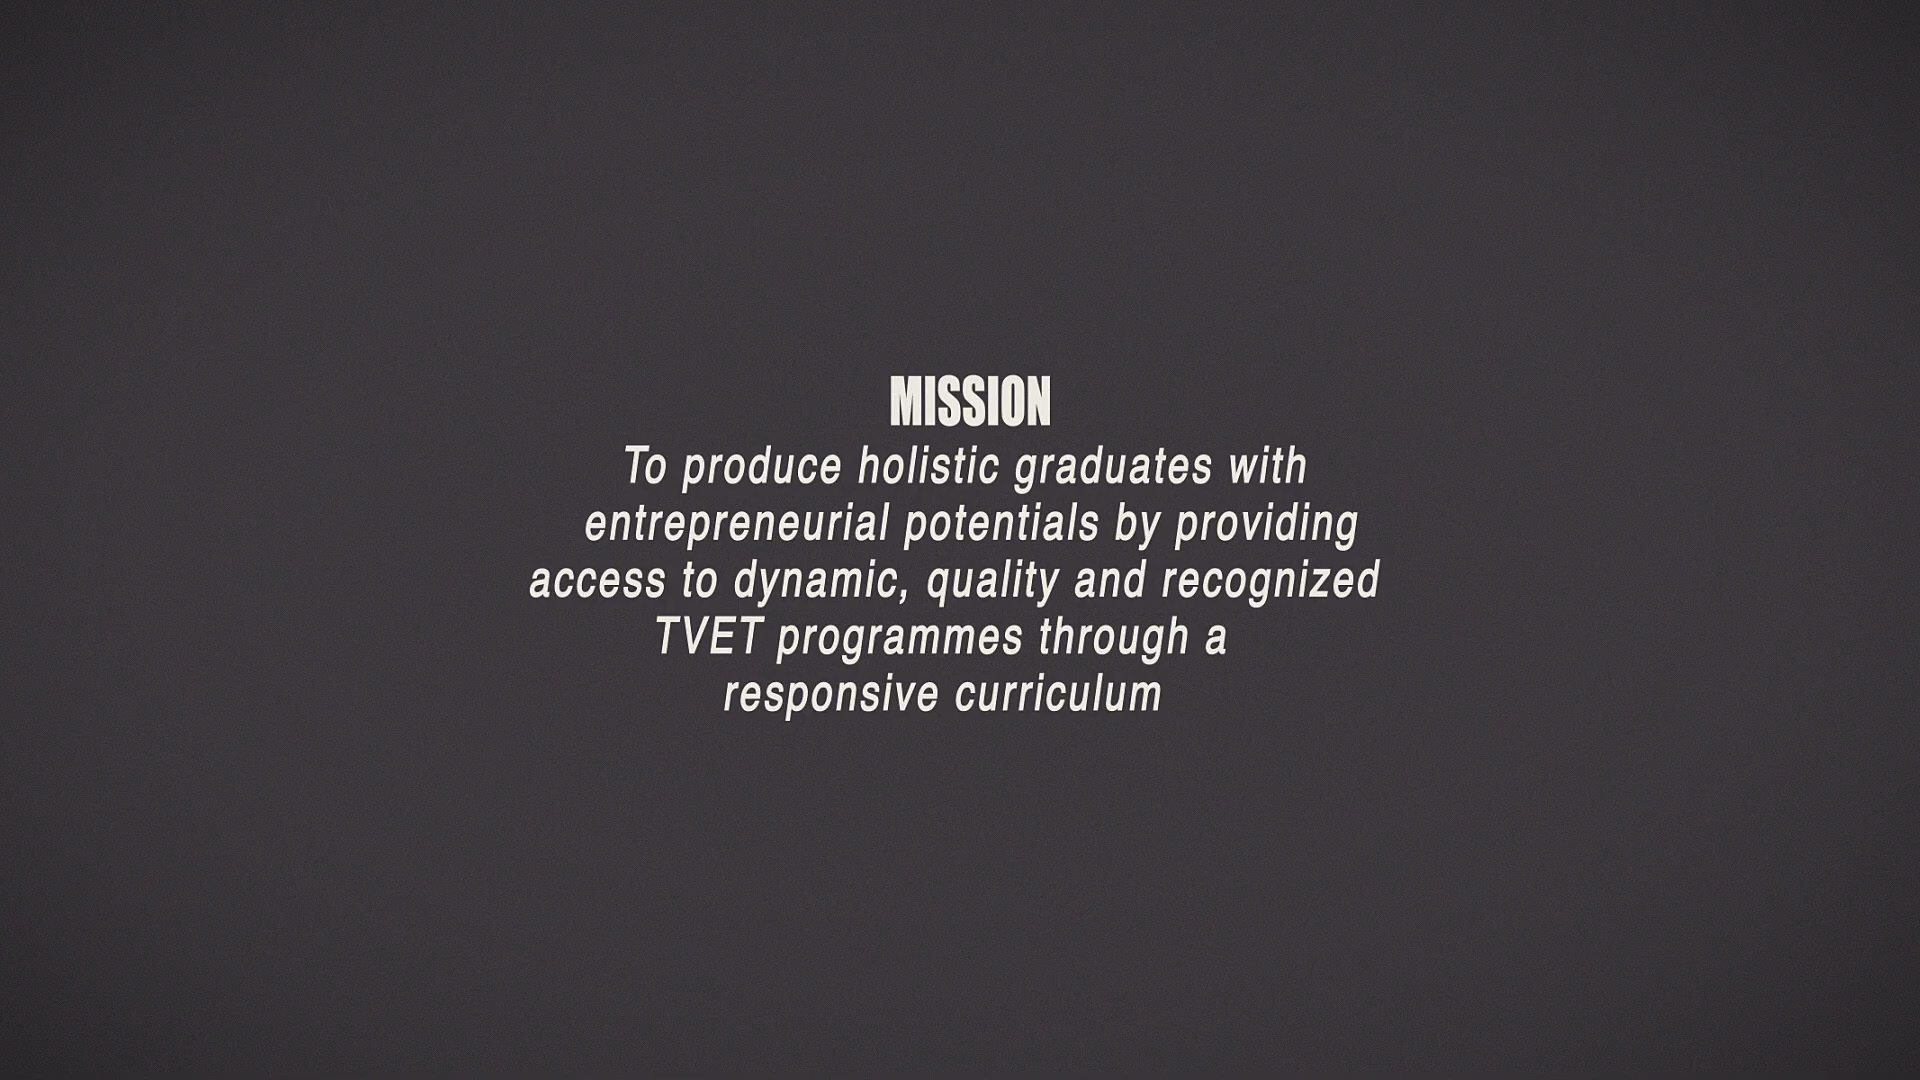 MISSION
To produce holistic graduates with
entrepreneurial potentials by providing
access to dynamic, quality and recognized
TVET programmes through a
responsive curriculum